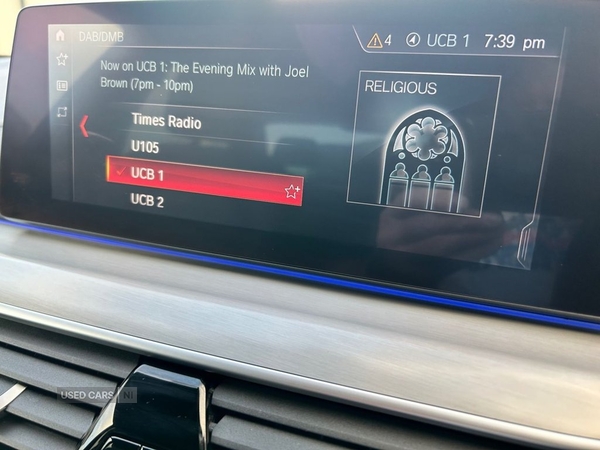 DAB/DMB
4 UCB 1 7:39 pm
Now on UCB 1: The Evening Mix with Joel
Brown (7pm - 10pm)
RELIGIOUS
Times Radio
U105
UCB 1
UCB 2
USED CARS NI